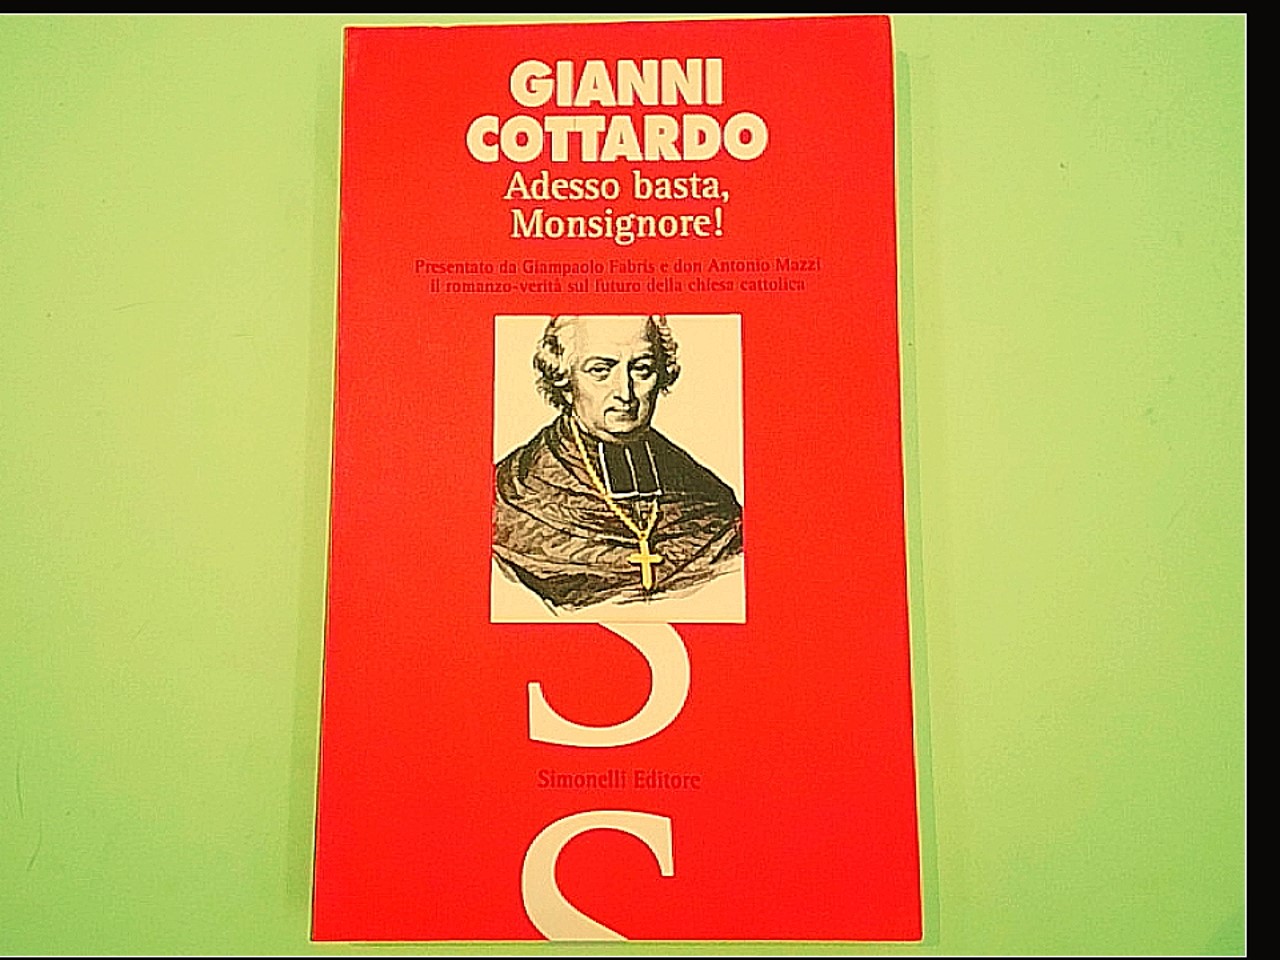 GIANNI
COTTARDO
Adesso basta,
Monsignore!
Presentato da Giampaolo Fabris e don Antonio Mazzi
il romanzo-verità sul futuro della chiesa cattolica
S
Simonelli Editore
S